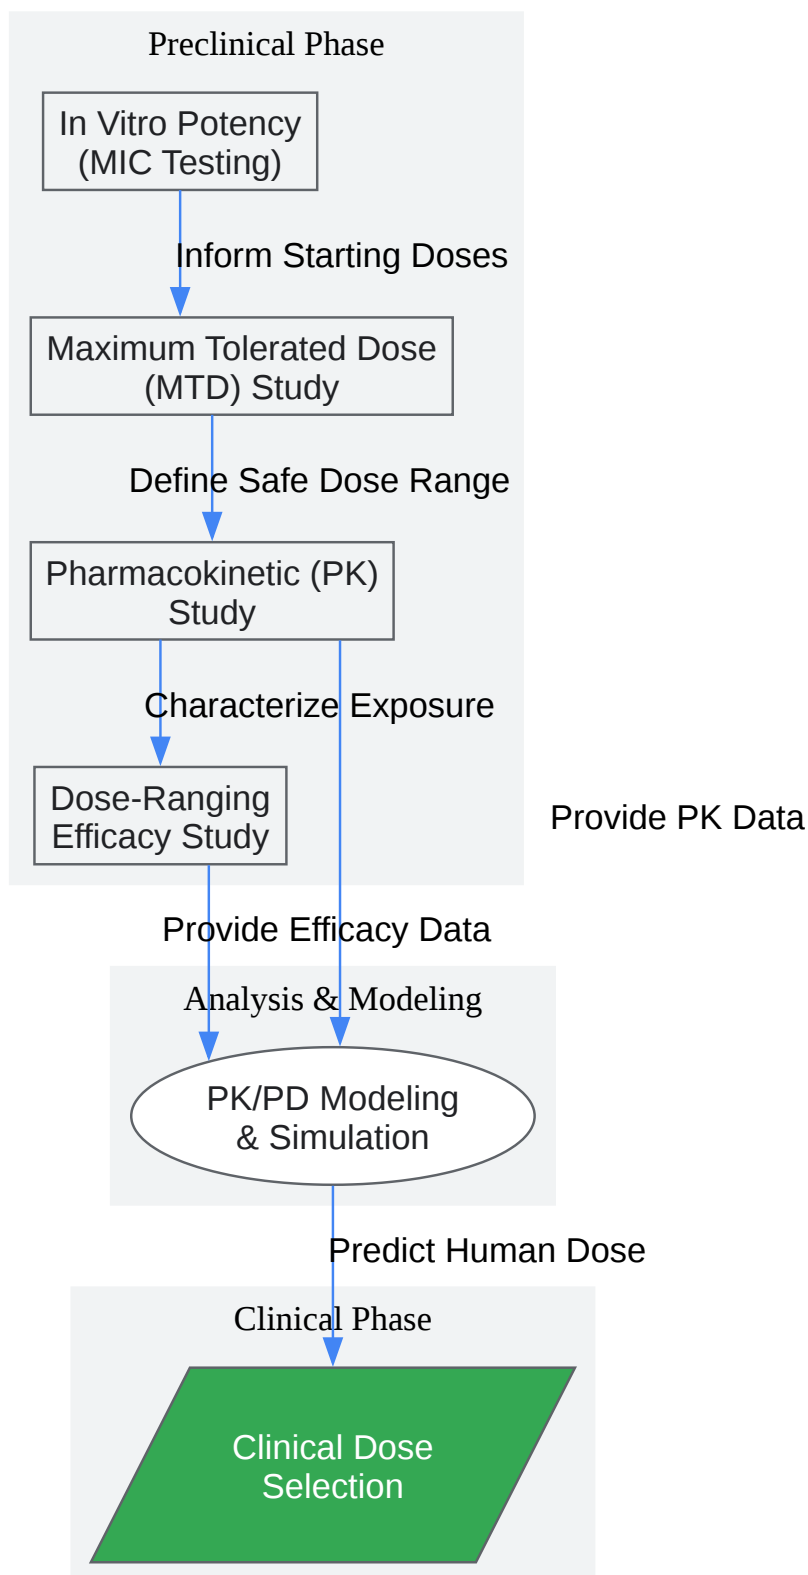 Preclinical Phase
In Vitro Potency
(MIC Testing)
Inform Starting Doses
Maximum Tolerated Dose
(MTD) Study
Define Safe Dose Range
Pharmacokinetic (PK)
Study
Characterize Exposure
Dose-Ranging
Efficacy Study
Provide PK Data
Provide Efficacy Data
Analysis & Modeling
PK/PD Modeling
& Simulation
Predict Human Dose
Clinical Phase
Clinical Dose
Selection